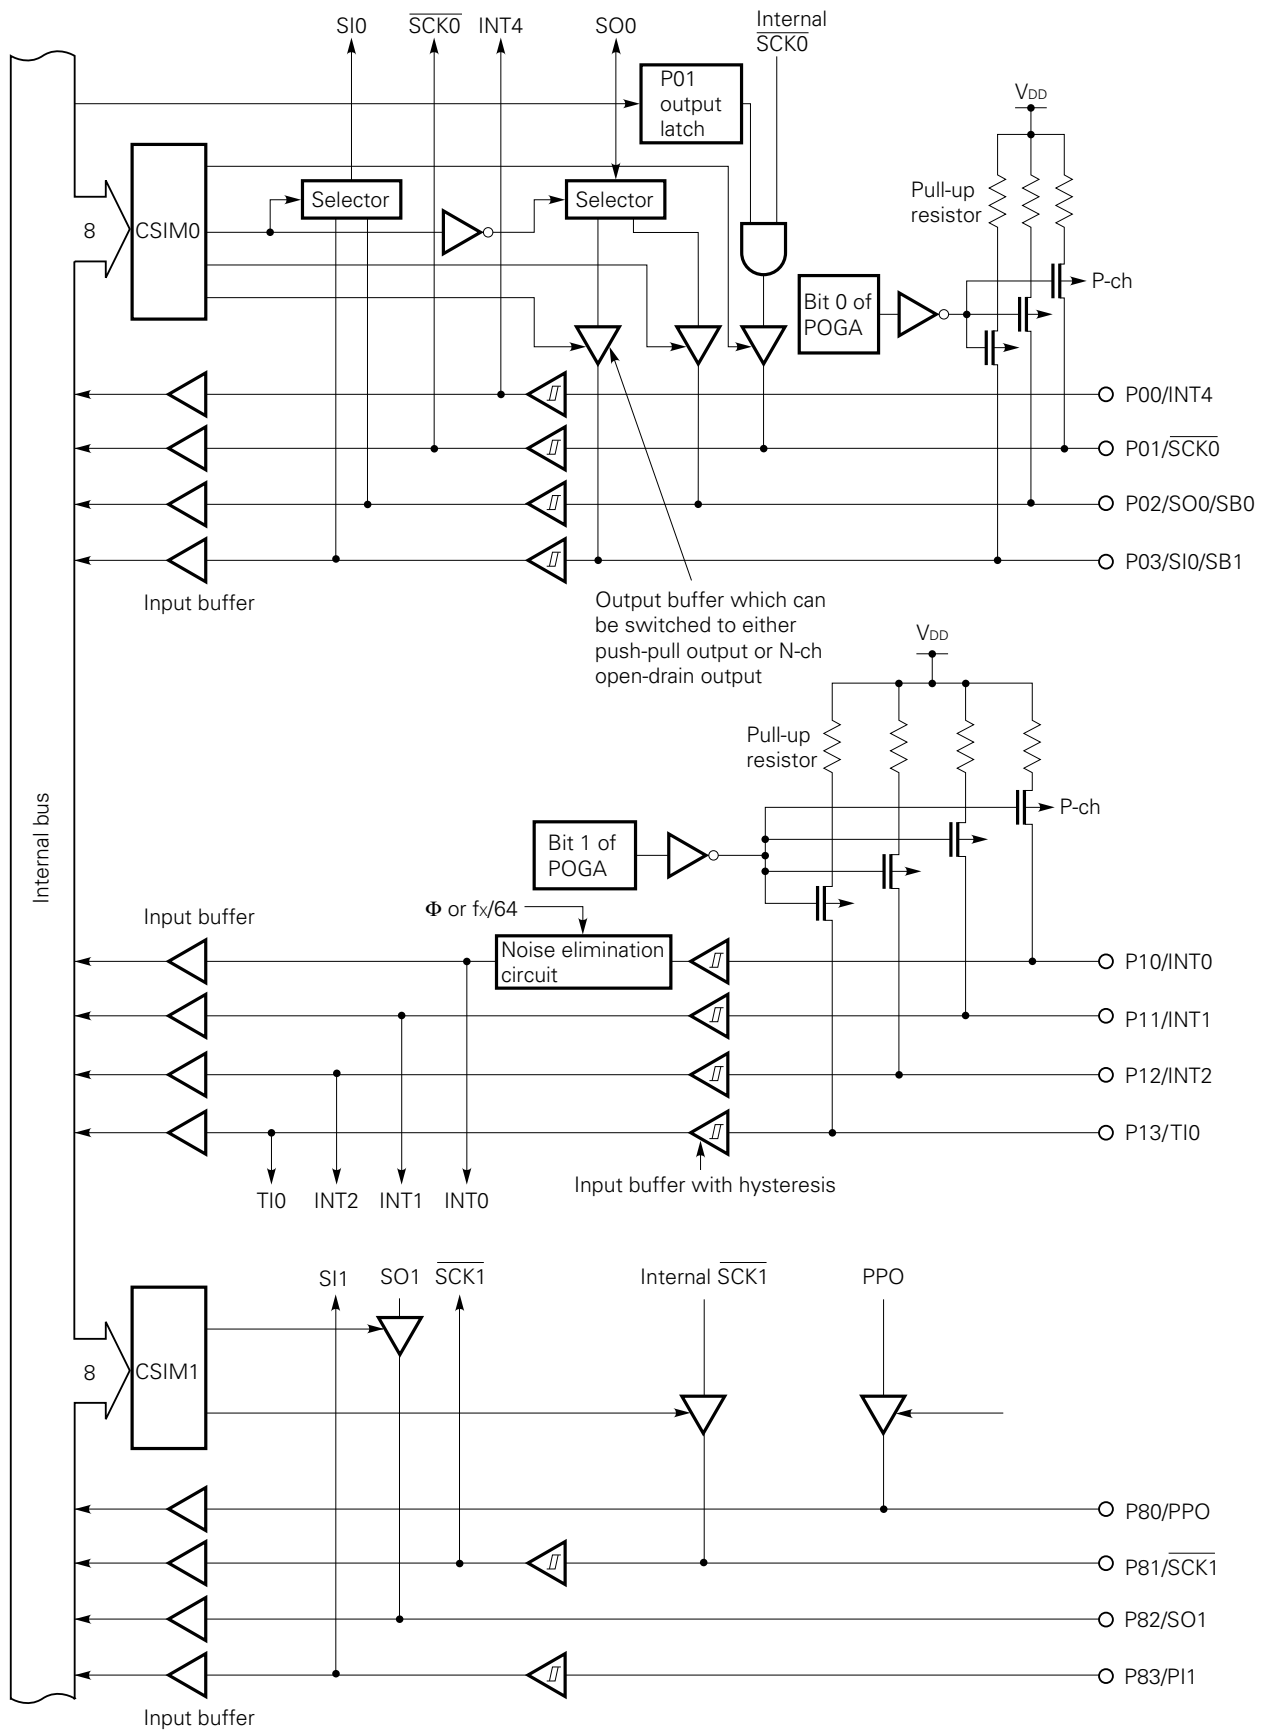 SI0
SCK0
INT4
SO0
Internal
SCK0
P01
output
latch
VDD
Pull-up
resistor
Selector
Selector
8
CSIM0
P-ch
Bit 0 of
POGA
P00/INT4
P01/SCK0
P02/SO0/SB0
P03/SI0/SB1
Input buffer
Output buffer which can
be switched to either
push-pull output or N-ch
open-drain output
VDD
Pull-up
resistor
Internal bus
P-ch
Bit 1 of
POGA
Φ or fX/64
Input buffer
Noise elimination
circuit
P10/INT0
P11/INT1
P12/INT2
P13/TI0
Input buffer with hysteresis
TI0
INT2
INT1
INT0
SI1
SO1
SCK1
Internal SCK1
PPO
8
CSIM1
P80/PPO
P81/SCK1
P82/SO1
P83/PI1
Input buffer